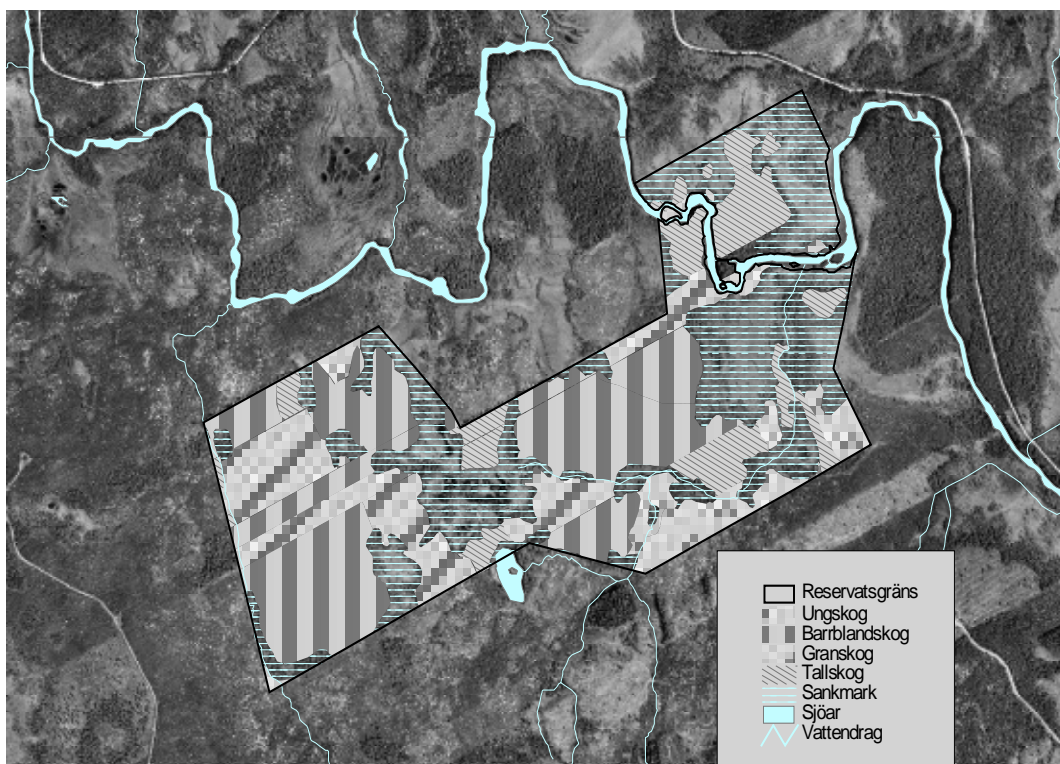 Reservatsgräns
Ungskog
Barrblandskog
Granskog
Tallskog
Sankmark
Sjöar
Vattendrag